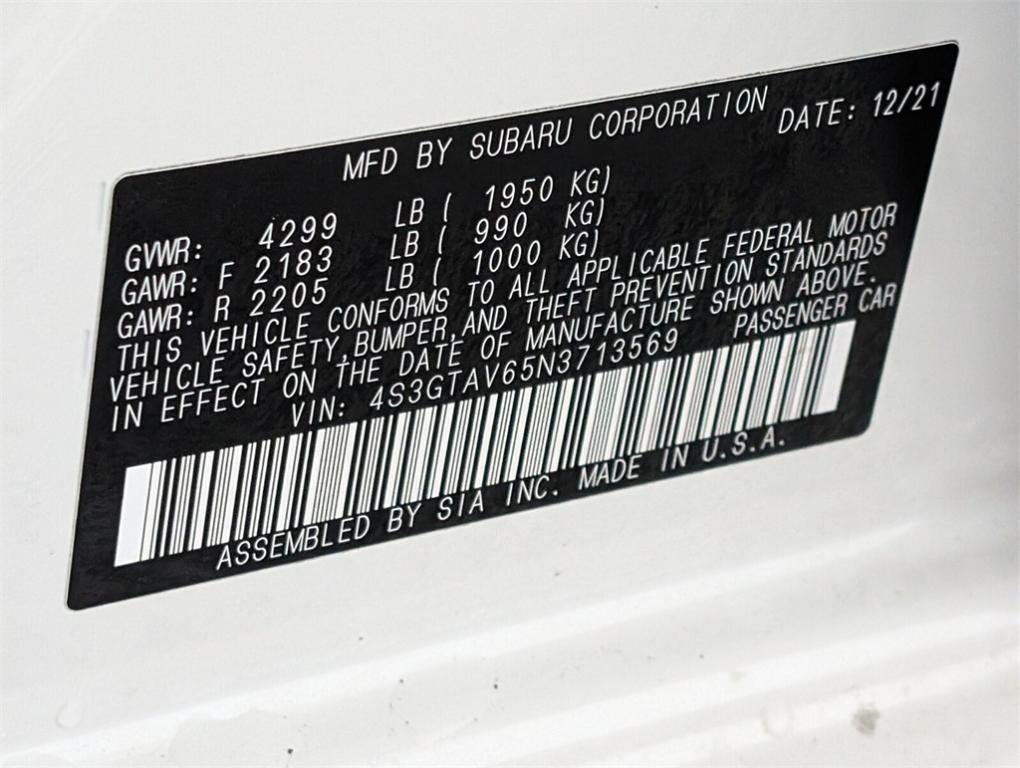 MFD BY SUBARU CORPORATION DATE: 12/21
GVWR: 4299 LB ( 1950 KG)
GAWR: F 2183 LB ( 990 KG)
GAWR: R 2205 LB ( 1000 KG)
THIS VEHICLE CONFORMS TO ALL APPLICABLE FEDERAL MOTOR
VEHICLE SAFETY,BUMPER,AND THEFT PREVENTION STANDARDS
IN EFFECT ON THE DATE OF MANUFACTURE SHOWN ABOVE.
VIN: 4S3GTAV65N3713569 PASSENGER CAR
ASSEMBLED BY SIA INC. MADE IN U.S.A.